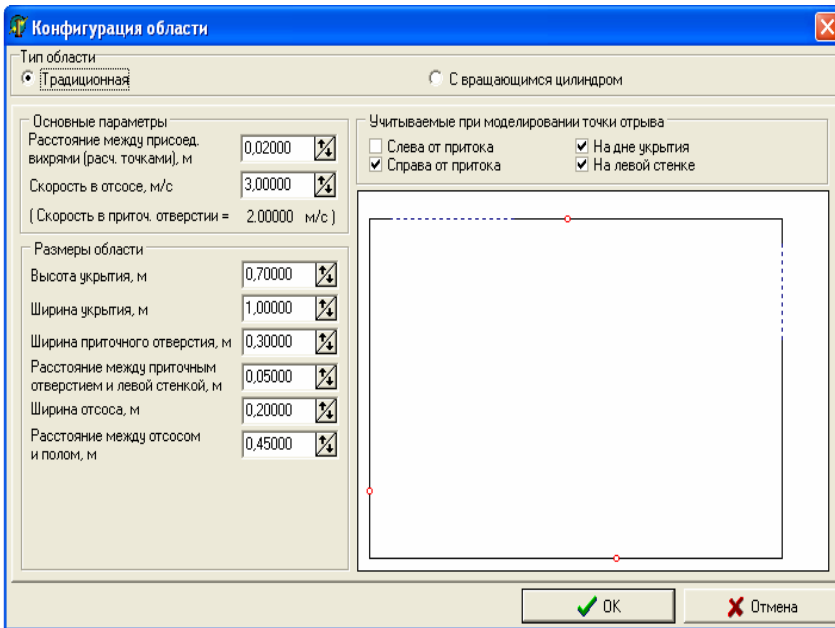 Конфигурация области
Тип области
Традиционная
С вращающимся цилиндром
Основные параметры
Расстояние между присоед.
вихрями (расч. точками), м
0,02000
Скорость в отсосе, м/с
3,00000
( Скорость в приточ. отверстии = 2.00000 м/с )
Размеры области
Высота укрытия, м
0,70000
Ширина укрытия, м
1,00000
Ширина приточного отверстия, м
0,30000
Расстояние между приточным
отверстием и левой стенкой, м
0,05000
Ширина отсоса, м
0,20000
Расстояние между отсосом
и полом, м
0,45000
Учитываемые при моделировании точки отрыва
Слева от притока
На дне укрытия
Справа от притока
На левой стенке
OK
Отмена